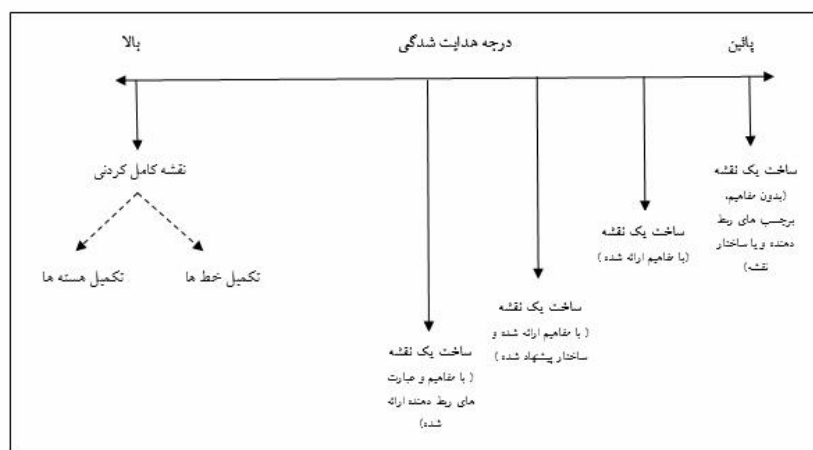 پائین
درجه هدایت شدگی
بالا
ساخت یک نقشه
(بدون مفاهیم،
برچسب های ربط
دهنده و یا ساختار
نقشه)
ساخت یک نقشه
(با مفاهیم ارائه شده )
ساخت یک نقشه
( با مفاهیم ارائه شده و
ساختار پیشنهاد شده )
ساخت یک نقشه
( با مفاهیم و عبارت
های ربط دهنده ارائه
شده)
نقشه کامل کردنی
تکمیل خط ها
تکمیل هسته ها